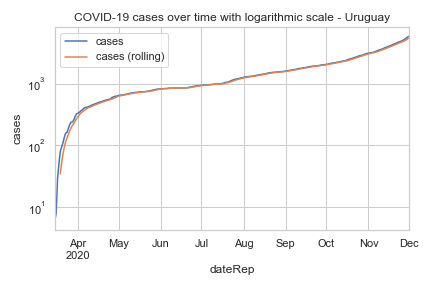 COVID-19 cases over time with logarithmic scale - Uruguay
cases
cases (rolling)
cases
10³
10²
10¹
Apr May Jun Jul Aug Sep Oct Nov Dec
2020
dateRep